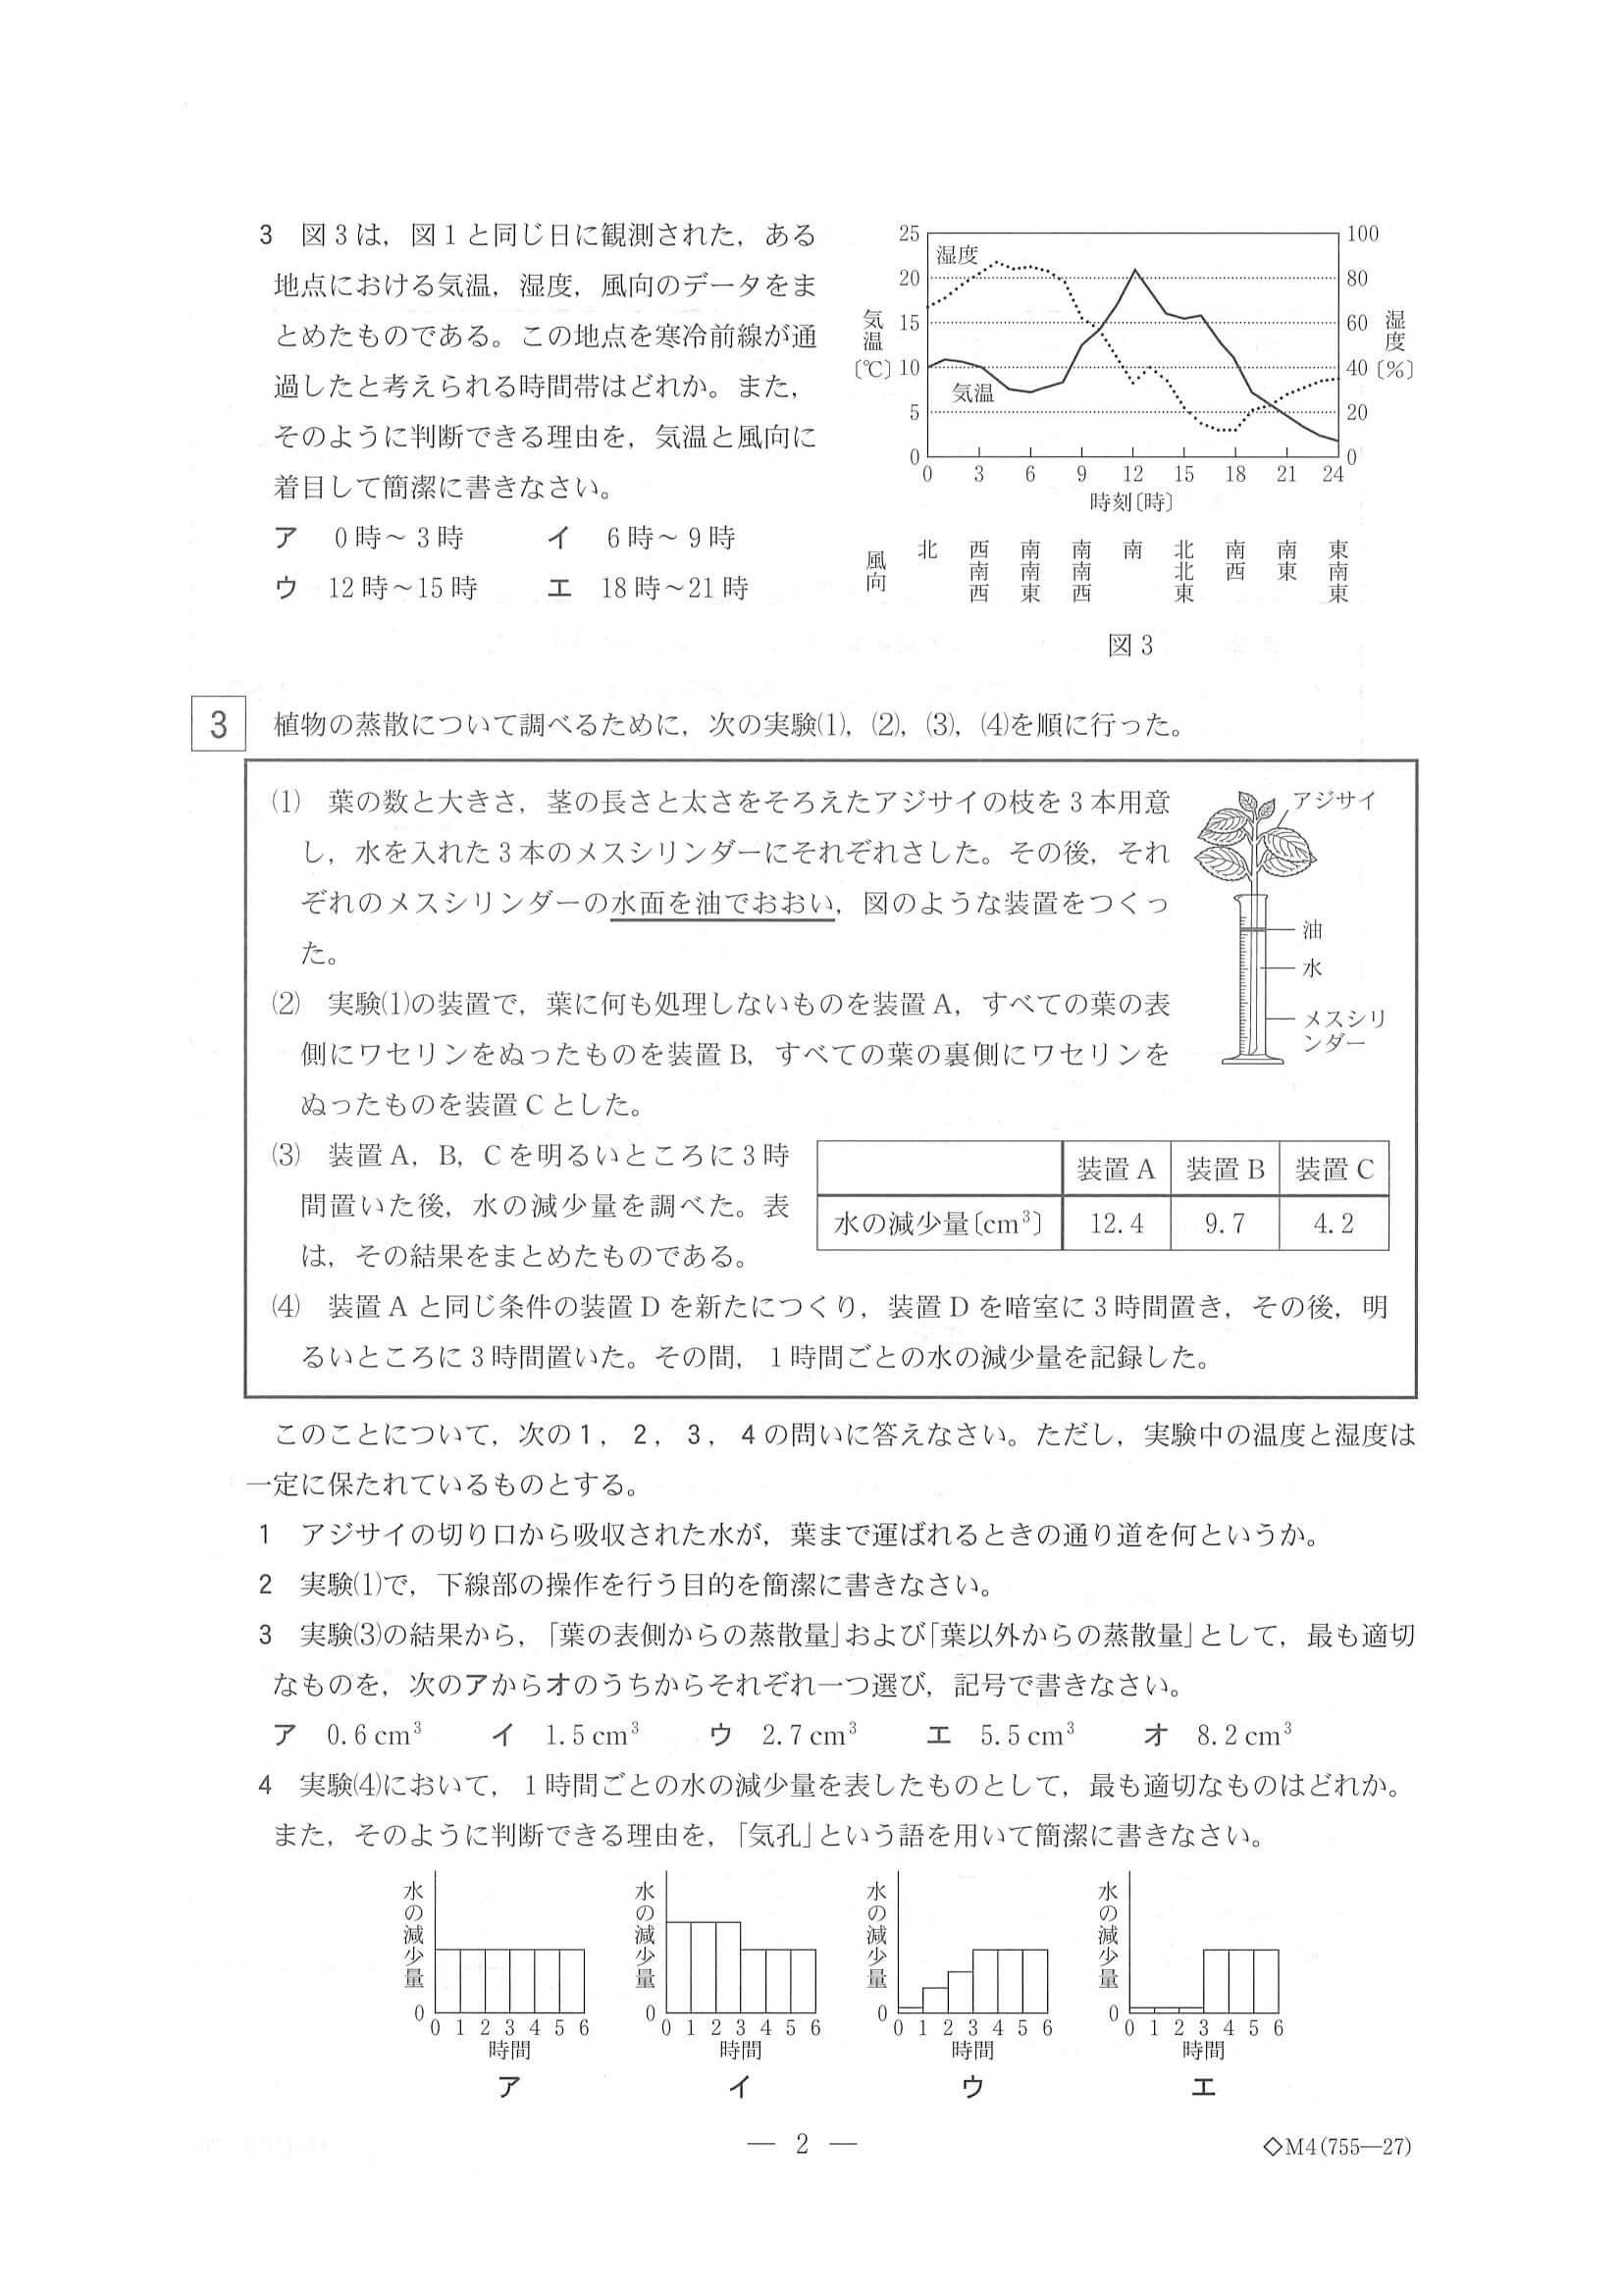 3 図3は，図1と同じ日に観測された，ある
地点における気温，湿度，風向のデータをま
とめたものである。この地点を寒冷前線が通
過したと考えられる時間帯はどれか。また，
そのように判断できる理由を，気温と風向に
着目して簡潔に書きなさい。
ア 0時～3時 イ 6時～9時
ウ 12時～15時 エ 18時～21時
25 100
湿度
20 80
気温〔℃〕 15 60 湿度〔%〕
10 40
気温
5 20
0 0
0 3 6 9 12 15 18 21 24
時刻〔時〕
風向 北 西南西 南南東 南南西 南 北北東 南西 南東 東南東
図3
3 植物の蒸散について調べるために，次の実験⑴，⑵，⑶，⑷を順に行った。
⑴ 葉の数と大きさ，茎の長さと太さをそろえたアジサイの枝を3本用意
し，水を入れた3本のメスシリンダーにそれぞれさした。その後，それ
ぞれのメスシリンダーの水面を油でおおい，図のような装置をつくっ
た。
アジサイ
油
水
メスシリ
ンダー
⑵ 実験⑴の装置で，葉に何も処理しないものを装置A，すべての葉の表
側にワセリンをぬったものを装置B，すべての葉の裏側にワセリンを
ぬったものを装置Cとした。
⑶ 装置A，B，Cを明るいところに3時
間置いた後，水の減少量を調べた。表
は，その結果をまとめたものである。
装置A 装置B 装置C
水の減少量〔cm³〕 12.4 9.7 4.2
⑷ 装置Aと同じ条件の装置Dを新たにつくり，装置Dを暗室に3時間置き，その後，明
るいところに3時間置いた。その間，1時間ごとの水の減少量を記録した。
このことについて，次の1，2，3，4の問いに答えなさい。ただし，実験中の温度と湿度は
一定に保たれているものとする。
1 アジサイの切り口から吸収された水が，葉まで運ばれるときの通り道を何というか。
2 実験⑴で，下線部の操作を行う目的を簡潔に書きなさい。
3 実験⑶の結果から，「葉の表側からの蒸散量」および「葉以外からの蒸散量」として，最も適切
なものを，次のアからオのうちからそれぞれ一つ選び，記号で書きなさい。
ア 0.6cm³ イ 1.5cm³ ウ 2.7cm³ エ 5.5cm³ オ 8.2cm³
4 実験⑷において，1時間ごとの水の減少量を表したものとして，最も適切なものはどれか。
また，そのように判断できる理由を，「気孔」という語を用いて簡潔に書きなさい。
水の減少量 水の減少量 水の減少量 水の減少量
0 0 0 0
0 1 2 3 4 5 6 0 1 2 3 4 5 6 0 1 2 3 4 5 6 0 1 2 3 4 5 6
時間 時間 時間 時間
ア イ ウ エ
― 2 ―
◇M4(755―27)